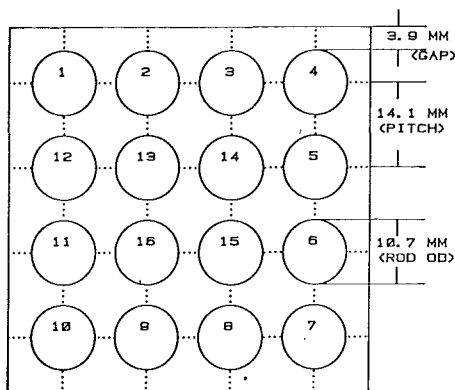 3.9 MM
(GAP)
1 2 3 4
14.1 MM
(PITCH)
12 13 14 5
11 16 15 6
10.7 MM
(ROD OD)
10 9 8 7